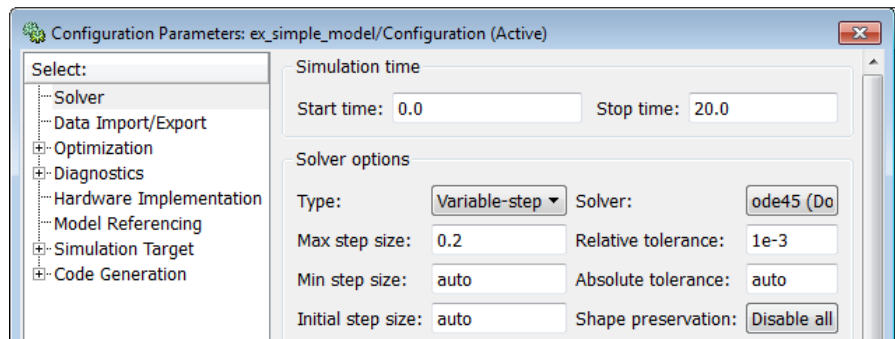 Configuration Parameters: ex_simple_model/Configuration (Active)
Select:
Solver
Data Import/Export
Optimization
Diagnostics
Hardware Implementation
Model Referencing
Simulation Target
Code Generation
Simulation time
Start time: 0.0 Stop time: 20.0
Solver options
Type: Variable-step Solver: ode45 (Do
Max step size: 0.2 Relative tolerance: 1e-3
Min step size: auto Absolute tolerance: auto
Initial step size: auto Shape preservation: Disable all